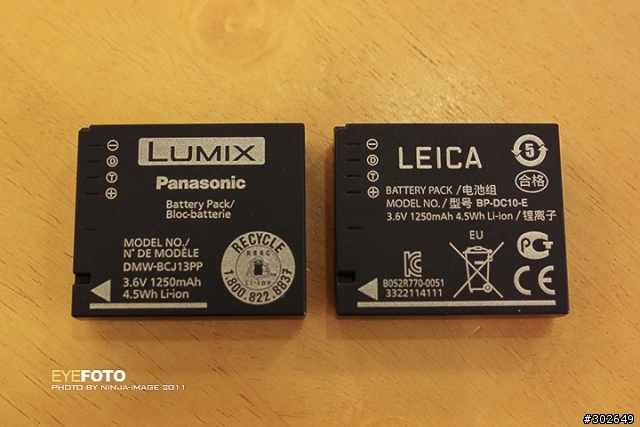 LUMIX
Panasonic
Battery Pack/
Bloc-batterie
MODEL NO./
N° DE MODÈLE
DMW-BCJ13PP
3.6V 1250mAh
4.5Wh Li-ion
RECYCLE
RBRC
LI-ION
1.800.822.8837
D
T
LEICA
5
BATTERY PACK /电池组
合格
MODEL NO. / 型号 BP-DC10-E
3.6V 1250mAh 4.5Wh Li-ion / 锂离子
EU
B052R770-0051
3322114111
D
T
EYEFOTO
PHOTO BY NINJA-IMAGE 2011
#302649